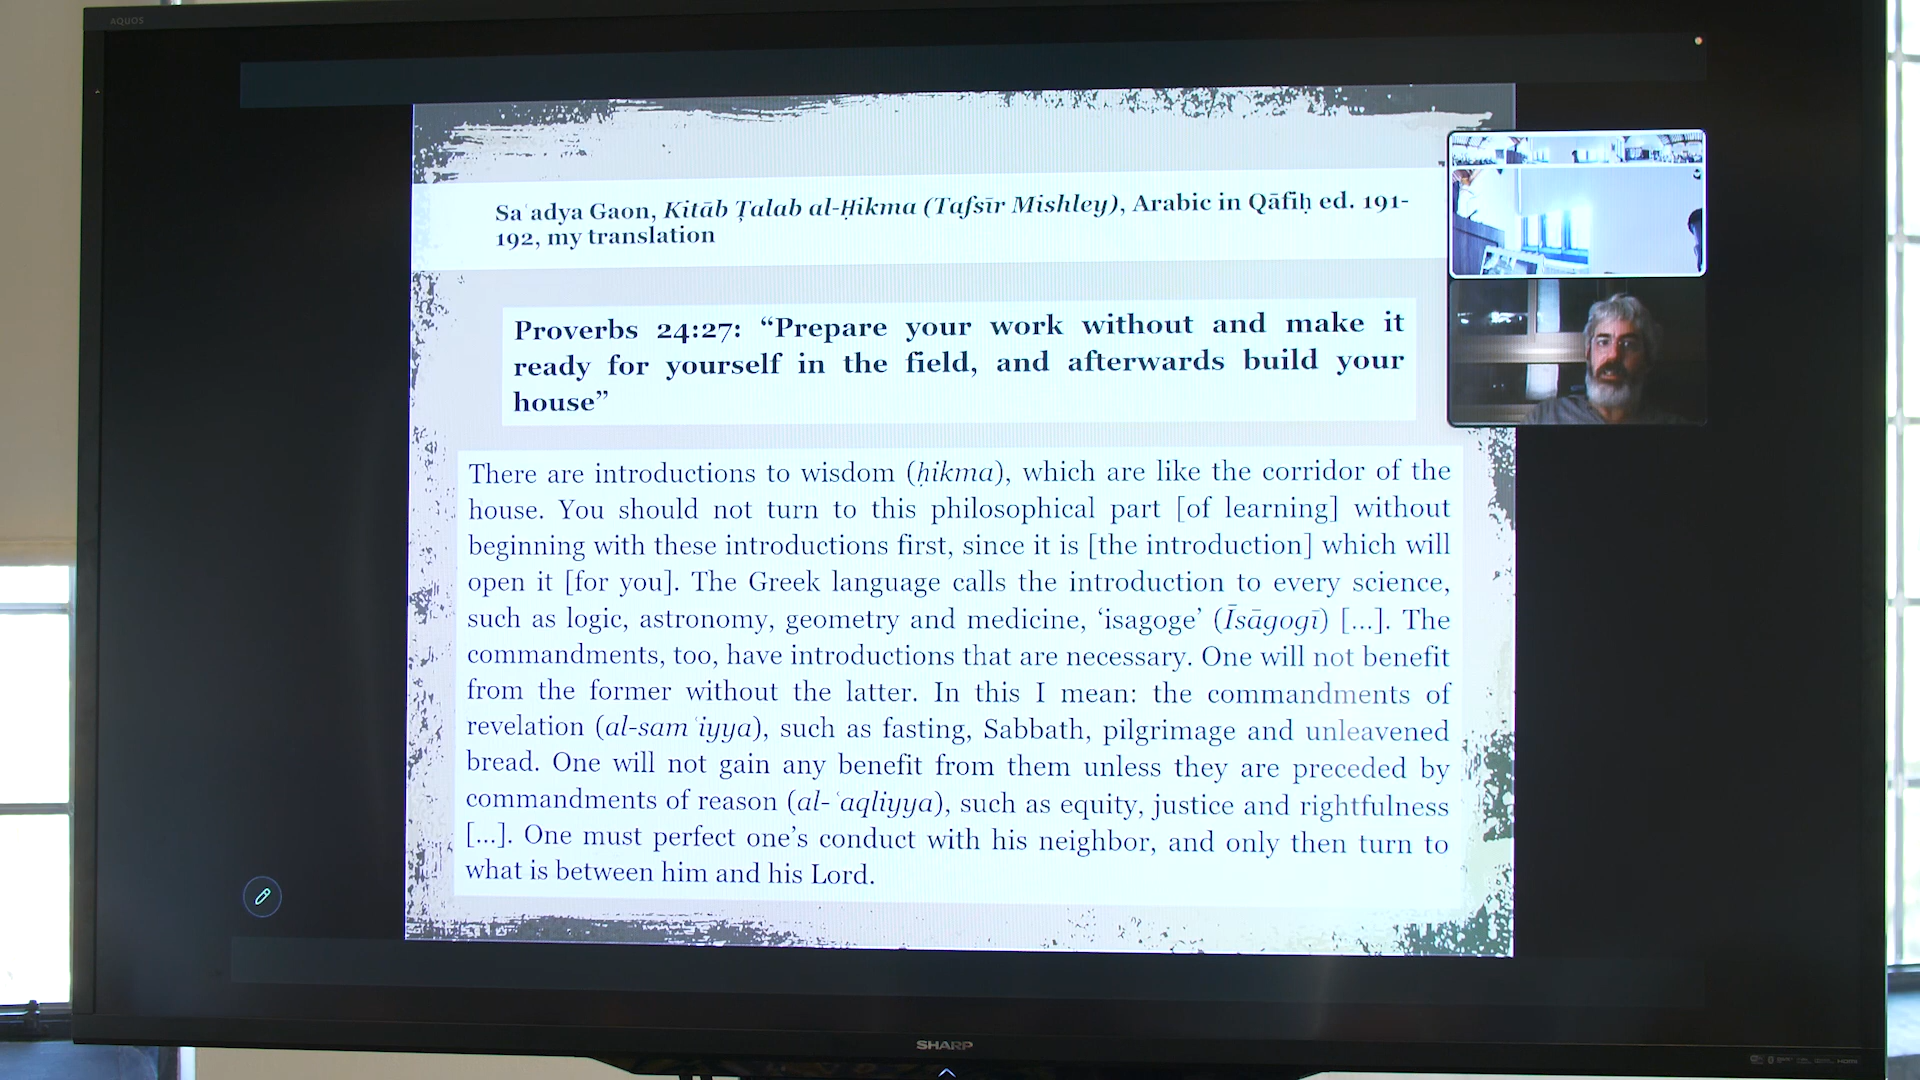 AQUOS
Saʿadya Gaon, Kitāb Ṭalab al-Ḥikma (Tafsīr Mishley), Arabic in Qāfiḥ ed. 191-
192, my translation
Proverbs 24:27: “Prepare your work without and make it
ready for yourself in the field, and afterwards build your
house”
There are introductions to wisdom (ḥikma), which are like the corridor of the
house. You should not turn to this philosophical part [of learning] without
beginning with these introductions first, since it is [the introduction] which will
open it [for you]. The Greek language calls the introduction to every science,
such as logic, astronomy, geometry and medicine, ‘isagoge’ (Īsāgogī) [...]. The
commandments, too, have introductions that are necessary. One will not benefit
from the former without the latter. In this I mean: the commandments of
revelation (al-samʿiyya), such as fasting, Sabbath, pilgrimage and unleavened
bread. One will not gain any benefit from them unless they are preceded by
commandments of reason (al-ʿaqliyya), such as equity, justice and rightfulness
[...]. One must perfect one’s conduct with his neighbor, and only then turn to
what is between him and his Lord.
SHARP